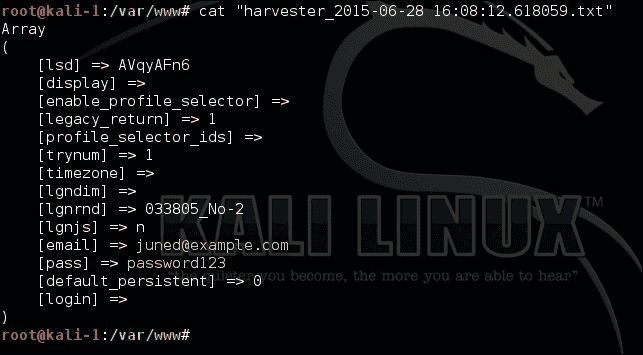 root@kali-1:/var/www# cat "harvester_2015-06-28 16:08:12.618059.txt"
Array
(
    [lsd] => AVqyAFn6
    [display] =>
    [enable_profile_selector] =>
    [legacy_return] => 1
    [profile_selector_ids] =>
    [trynum] => 1
    [timezone] =>
    [lgndim] =>
    [lgnrnd] => 033805_No-2
    [lgnjs] => n
    [email] => juned@example.com
    [pass] => password123
    [default_persistent] => 0
    [login] =>
)
root@kali-1:/var/www#
KALI LINUX™
"the quieter you become, the more you are able to hear"